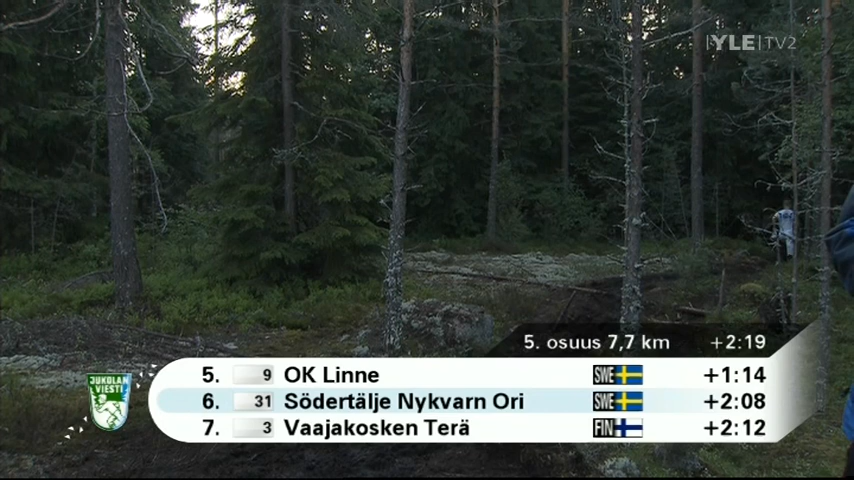 YLE TV2
5. osuus 7,7 km +2:19
JUKOLAN
VIESTI
5. 9 OK Linne SWE +1:14
6. 31 Södertälje Nykvarn Ori SWE +2:08
7. 3 Vaajakosken Terä FIN +2:12